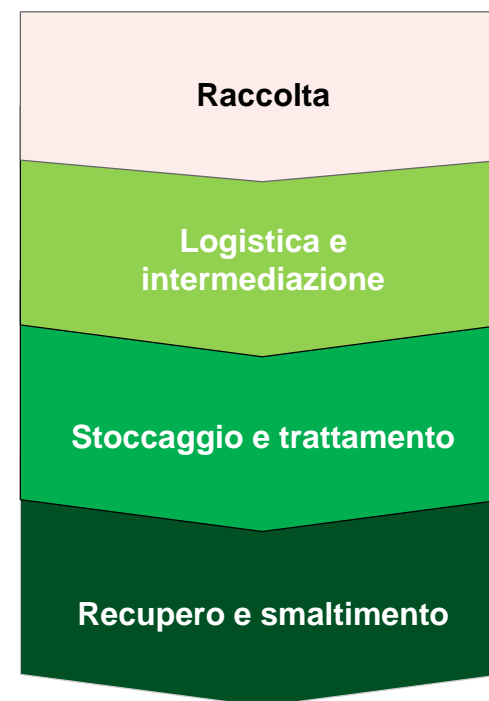 Raccolta
Logistica e
intermediazione
Stoccaggio e trattamento
Recupero e smaltimento